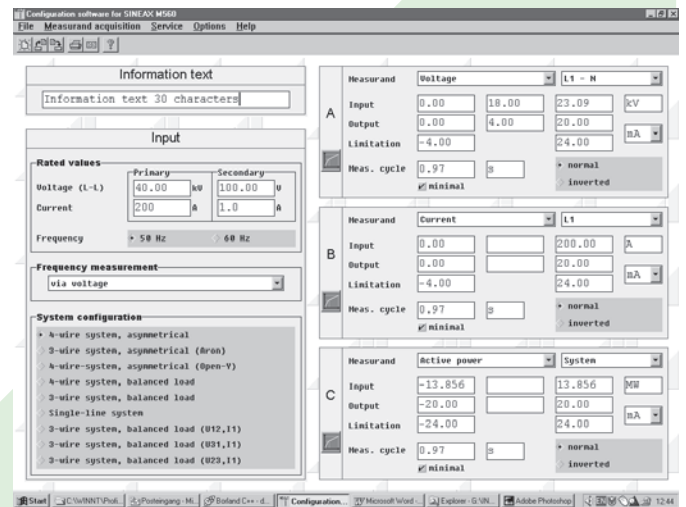 Configuration software for SINEAX M560
File Measurand acquisition Service Options Help
Information text
Information text 30 characters
Input
Rated values
Primary Secondary
Voltage (L-L) 40.00 kV 100.00 V
Current 200 A 1.0 A
Frequency 50 Hz 60 Hz
Frequency measurement
via voltage
System configuration
4-wire system, asymmetrical
3-wire system, asymmetrical (Aron)
4-wire-system, asymmetrical (Open-Y)
4-wire system, balanced load
3-wire system, balanced load
Single-line system
3-wire system, balanced load (U12,I1)
3-wire system, balanced load (U31,I1)
3-wire system, balanced load (U23,I1)
A
Measurand Voltage L1 - N
Input 0.00 18.00 23.09 kV
Output 0.00 4.00 20.00 mA
Limitation -4.00 24.00
Meas. cycle 0.97 s normal
minimal inverted
B
Measurand Current L1
Input 0.00 200.00 A
Output 0.00 20.00 mA
Limitation -4.00 24.00
Meas. cycle 0.97 s normal
minimal inverted
C
Measurand Active power System
Input -13.856 13.856 MW
Output -20.00 20.00 mA
Limitation -24.00 24.00
Meas. cycle 0.97 s normal
minimal inverted
Start C:\WINNT\Profi... Posteingang - Mi... Borland C++ - d... Configuration... Microsoft Word -... Explorer - G:\IN... Adobe Photoshop 12:44